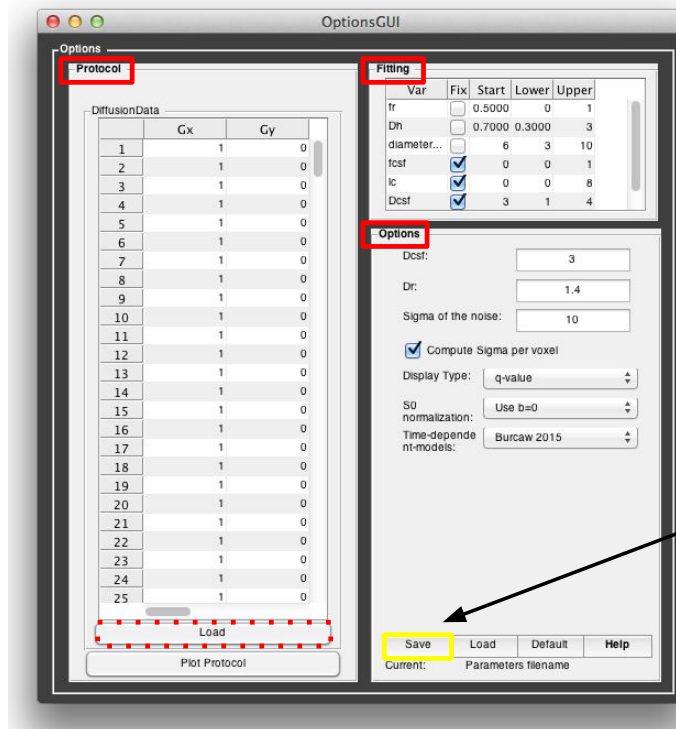 OptionsGUI
Options
Protocol
DiffusionData
Gx Gy
1 1 0
2 1 0
3 1 0
4 1 0
5 1 0
6 1 0
7 1 0
8 1 0
9 1 0
10 1 0
11 1 0
12 1 0
13 1 0
14 1 0
15 1 0
16 1 0
17 1 0
18 1 0
19 1 0
20 1 0
21 1 0
22 1 0
23 1 0
24 1 0
25 1 0
Load
Plot Protocol
Fitting
Var Fix Start Lower Upper
fr 0.5000 0 1
Dh 0.7000 0.3000 3
diameter... 6 3 10
fcsf 0 0 1
lc 0 0 8
Dcsf 3 1 4
Options
Dcsf: 3
Dr: 1.4
Sigma of the noise: 10
Compute Sigma per voxel
Display Type: q-value
S0
normalization: Use b=0
Time-depende
nt-models: Burcaw 2015
Save Load Default Help
Current: Parameters filename